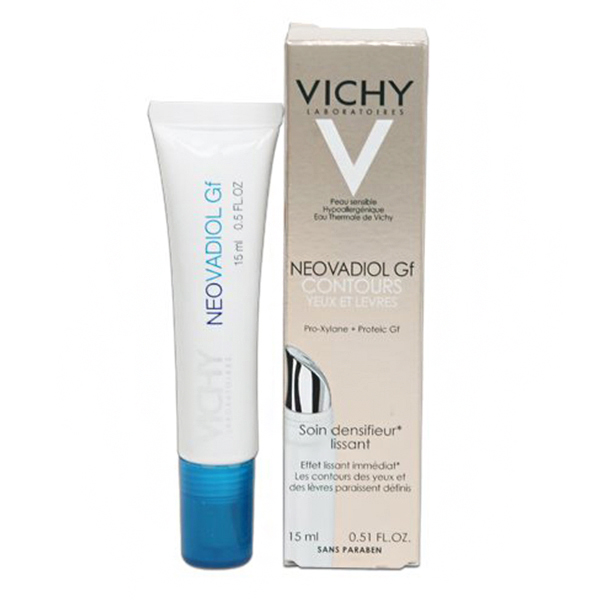 NEOVADIOL Gf
15 ml 0.5 FL.OZ
VICHY
LABORATOIRES
VICHY
LABORATOIRES
Peau sensible
Hypoallergénique
Eau Thermale de Vichy
NEOVADIOL Gf
CONTOURS
YEUX ET LÈVRES
Pro-Xylane + Proteic Gf
Soin densifieur*
lissant
Effet lissant immédiat*
Les contours des yeux et
des lèvres paraissent définis
15 ml 0.51 FL.OZ.
SANS PARABEN